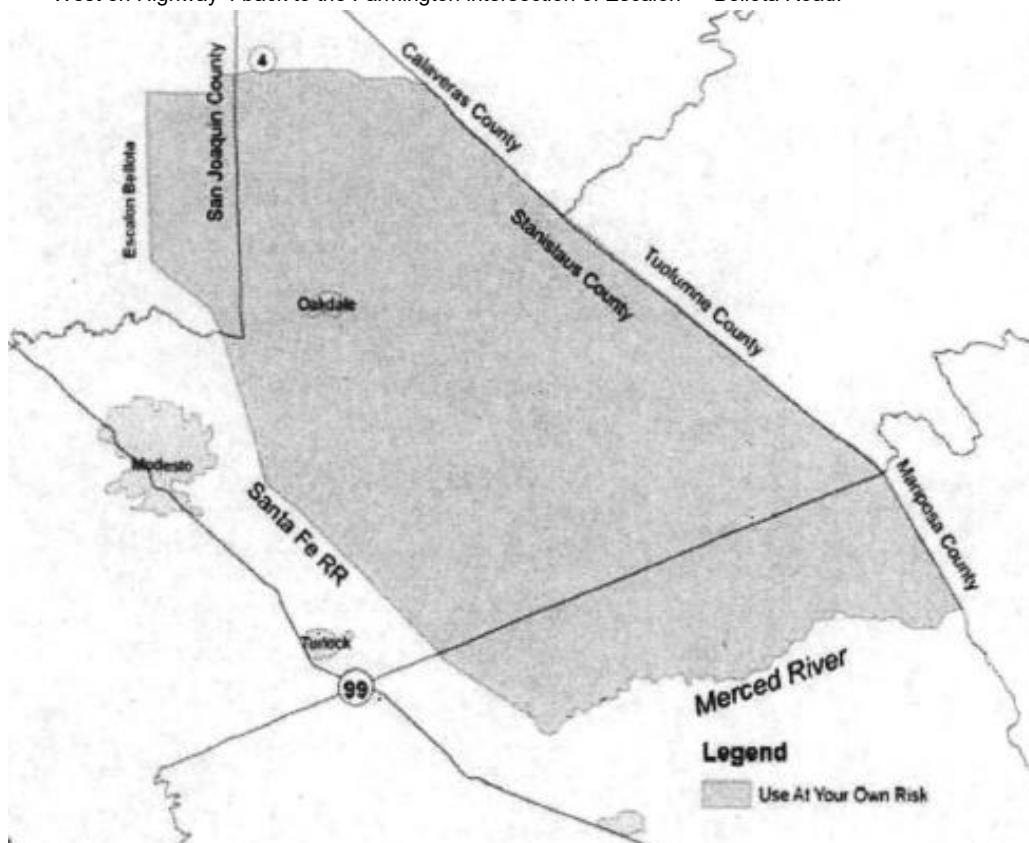 West on Highway 4 back to the Farmington intersection of Escalon – Bellota Road.
4
Calaveras County
San Joaquin County
Escalon Bellota
Stanislaus County
Tuolumne County
Oakdale
Modesto
Mariposa County
Santa Fe RR
Turlock
99
Merced River
Legend
Use At Your Own Risk